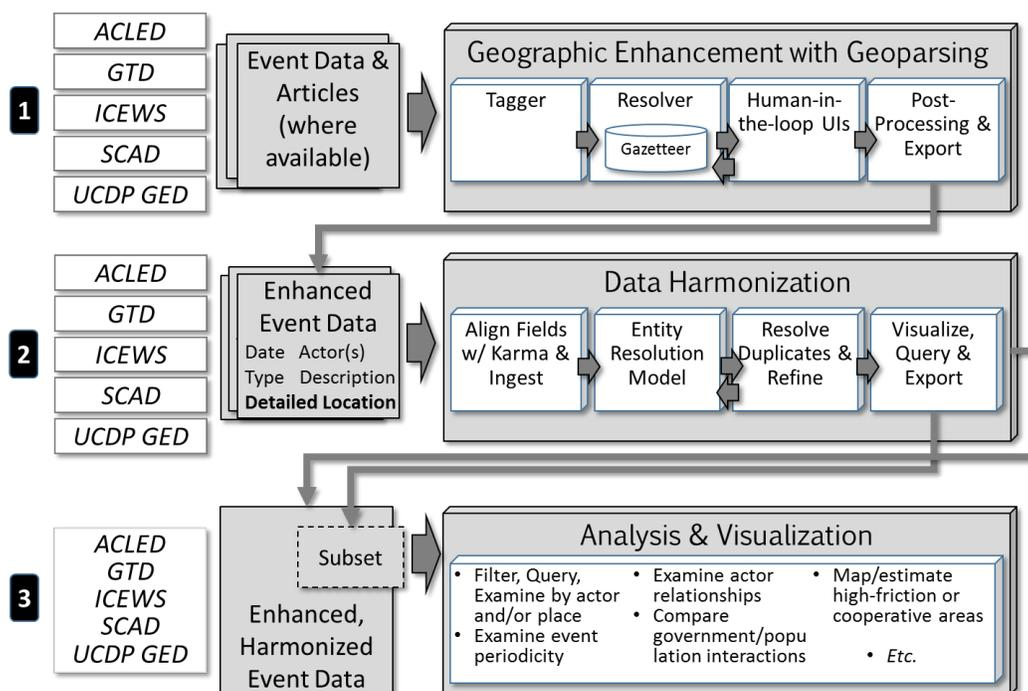 1
ACLED
GTD
ICEWS
SCAD
UCDP GED
Event Data &
Articles
(where
available)
Geographic Enhancement with Geoparsing
Tagger
Resolver
Gazetteer
Human-in-
the-loop UIs
Post-
Processing &
Export
2
ACLED
GTD
ICEWS
SCAD
UCDP GED
Enhanced
Event Data
Date Actor(s)
Type Description
Detailed Location
Data Harmonization
Align Fields
w/ Karma &
Ingest
Entity
Resolution
Model
Resolve
Duplicates &
Refine
Visualize,
Query &
Export
3
ACLED
GTD
ICEWS
SCAD
UCDP GED
Subset
Enhanced,
Harmonized
Event Data
Analysis & Visualization
• Filter, Query,
Examine by actor
and/or place
• Examine event
periodicity
• Examine actor
relationships
• Compare
government/popu
lation interactions
• Map/estimate
high-friction or
cooperative areas
• Etc.